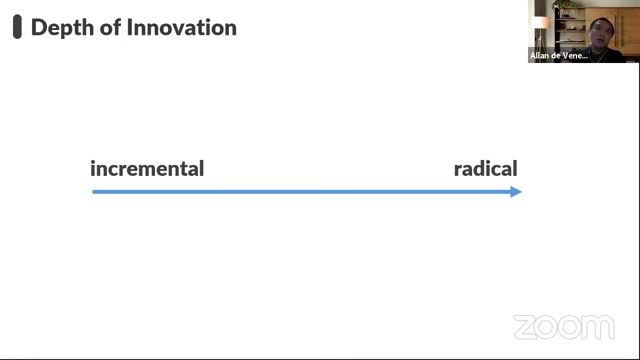 Depth of Innovation
Allan de Vene...
incremental
radical
zoom